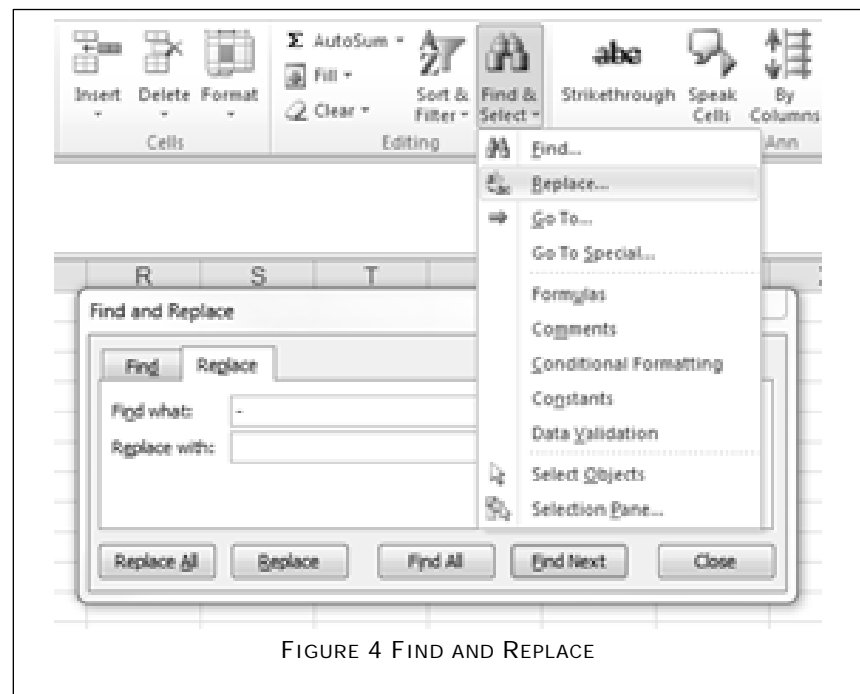 Insert Delete Format
Cells
Σ AutoSum
Fill
Clear
Sort & Filter
Find & Select
Editing
abc
Strikethrough
Speak Cells
By Columns
Ann
Find...
Replace...
Go To...
Go To Special...
Formulas
Comments
Conditional Formatting
Constants
Data Validation
Select Objects
Selection Pane...
R S T
Find and Replace
Find Replace
Find what: -
Replace with:
Replace All Replace Find All Find Next Close
FIGURE 4 FIND AND REPLACE